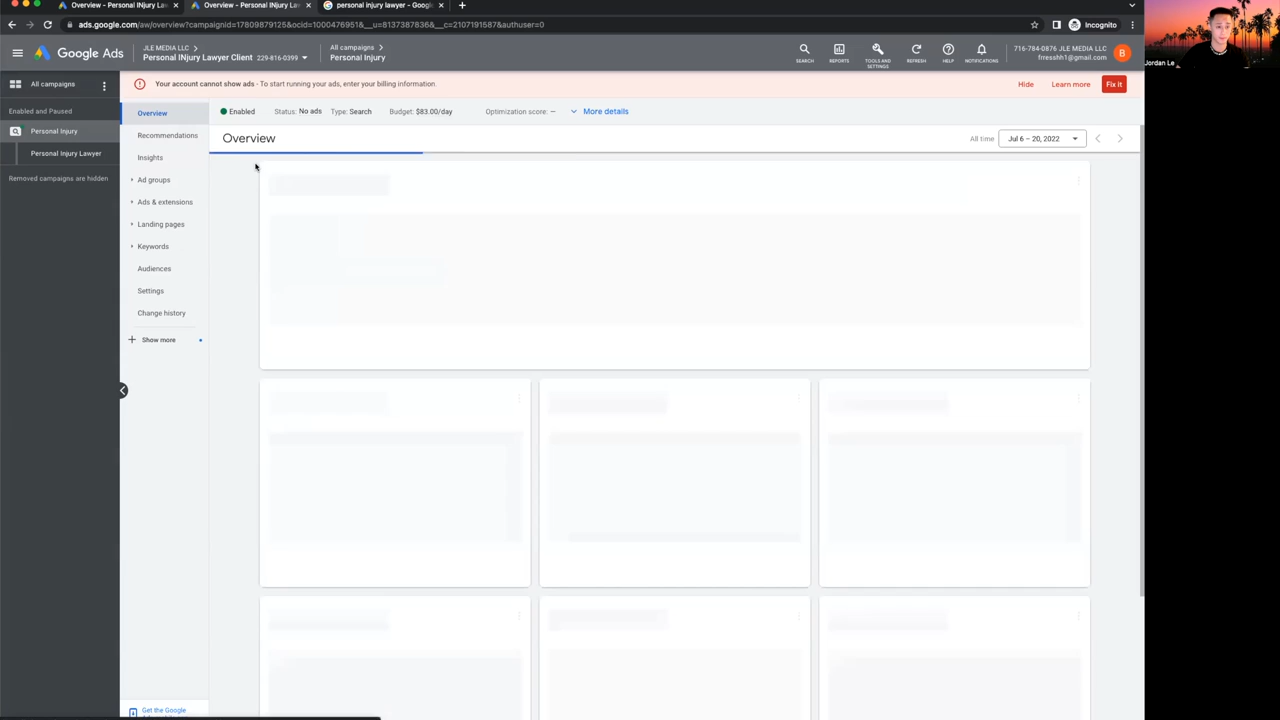 Overview - Personal INjury L
Overview - Personal INjury L
personal injury lawyer - Googl
ads.google.com/aw/overview?campaignid=17809879125&ocid=1000476951&__u=8137387836&__c=2107191587&authuser=0
Incognito
Google Ads
JLE MEDIA LLC
Personal INjury Lawyer Client 229-816-0399
All campaigns
Personal Injury
SEARCH
REPORTS
TOOLS AND SETTINGS
REFRESH
HELP
NOTIFICATIONS
716-784-0876 JLE MEDIA LLC
frresshh1@gmail.com
B
Jordan Le
All campaigns
Your account cannot show ads - To start running your ads, enter your billing information.
Hide
Learn more
Fix it
Enabled and Paused
Personal Injury
Personal Injury Lawyer
Removed campaigns are hidden
Overview
Recommendations
Insights
Ad groups
Ads & extensions
Landing pages
Keywords
Audiences
Settings
Change history
Show more
Get the Google
Enabled
Status: No ads
Type: Search
Budget: $83.00/day
Optimization score: —
More details
Overview
All time
Jul 6 – 20, 2022